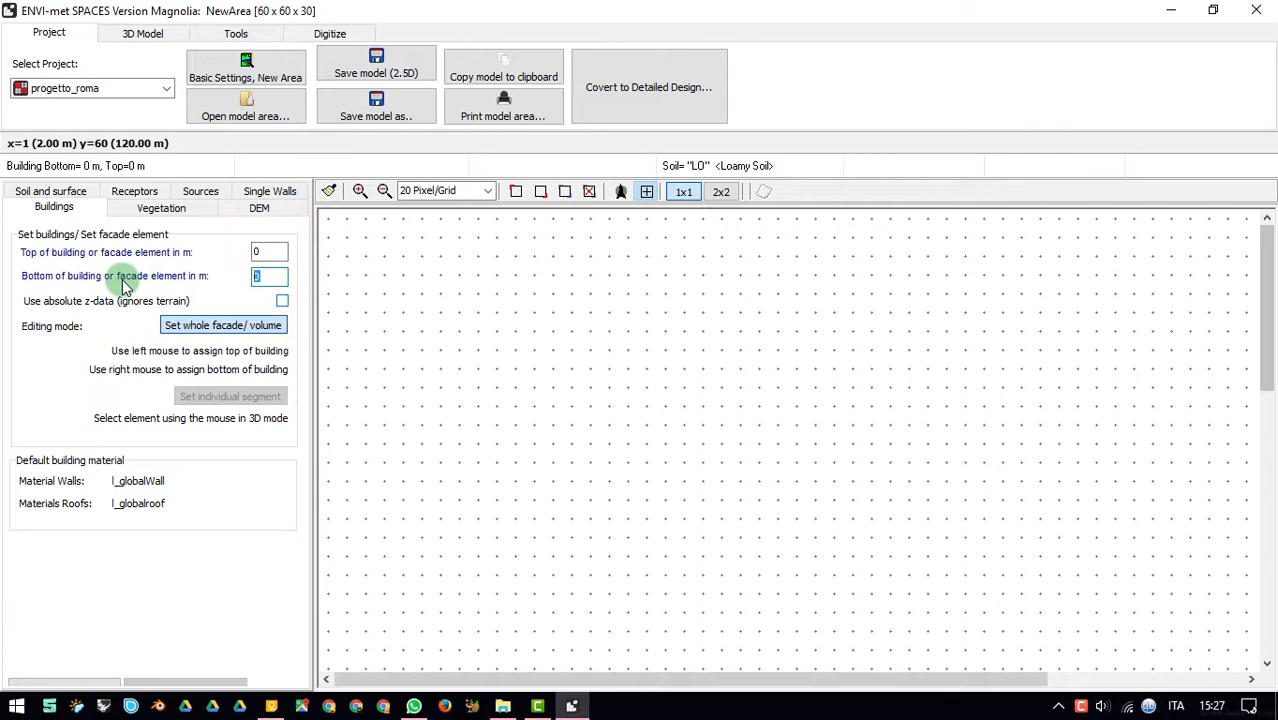 ENVI-met SPACES Version Magnolia: NewArea [60 x 60 x 30]
Project
3D Model
Tools
Digitize
Select Project:
progetto_roma
Basic Settings, New Area
Open model area...
Save model (2.5D)
Save model as..
Copy model to clipboard
Print model area...
Covert to Detailed Design...
x=1 (2.00 m) y=60 (120.00 m)
Building Bottom= 0 m, Top=0 m
Soil= "LO" <Loamy Soil>
Soil and surface
Receptors
Sources
Single Walls
Buildings
Vegetation
DEM
20 Pixel/Grid
1x1
2x2
Set buildings/ Set facade element
Top of building or facade element in m:
0
Bottom of building or facade element in m:
0
Use absolute z-data (ignores terrain)
Editing mode:
Set whole facade/ volume
Use left mouse to assign top of building
Use right mouse to assign bottom of building
Set individual segment
Select element using the mouse in 3D mode
Default building material
Material Walls:
l_globalWall
Materials Roofs:
l_globalroof
ITA
15:27